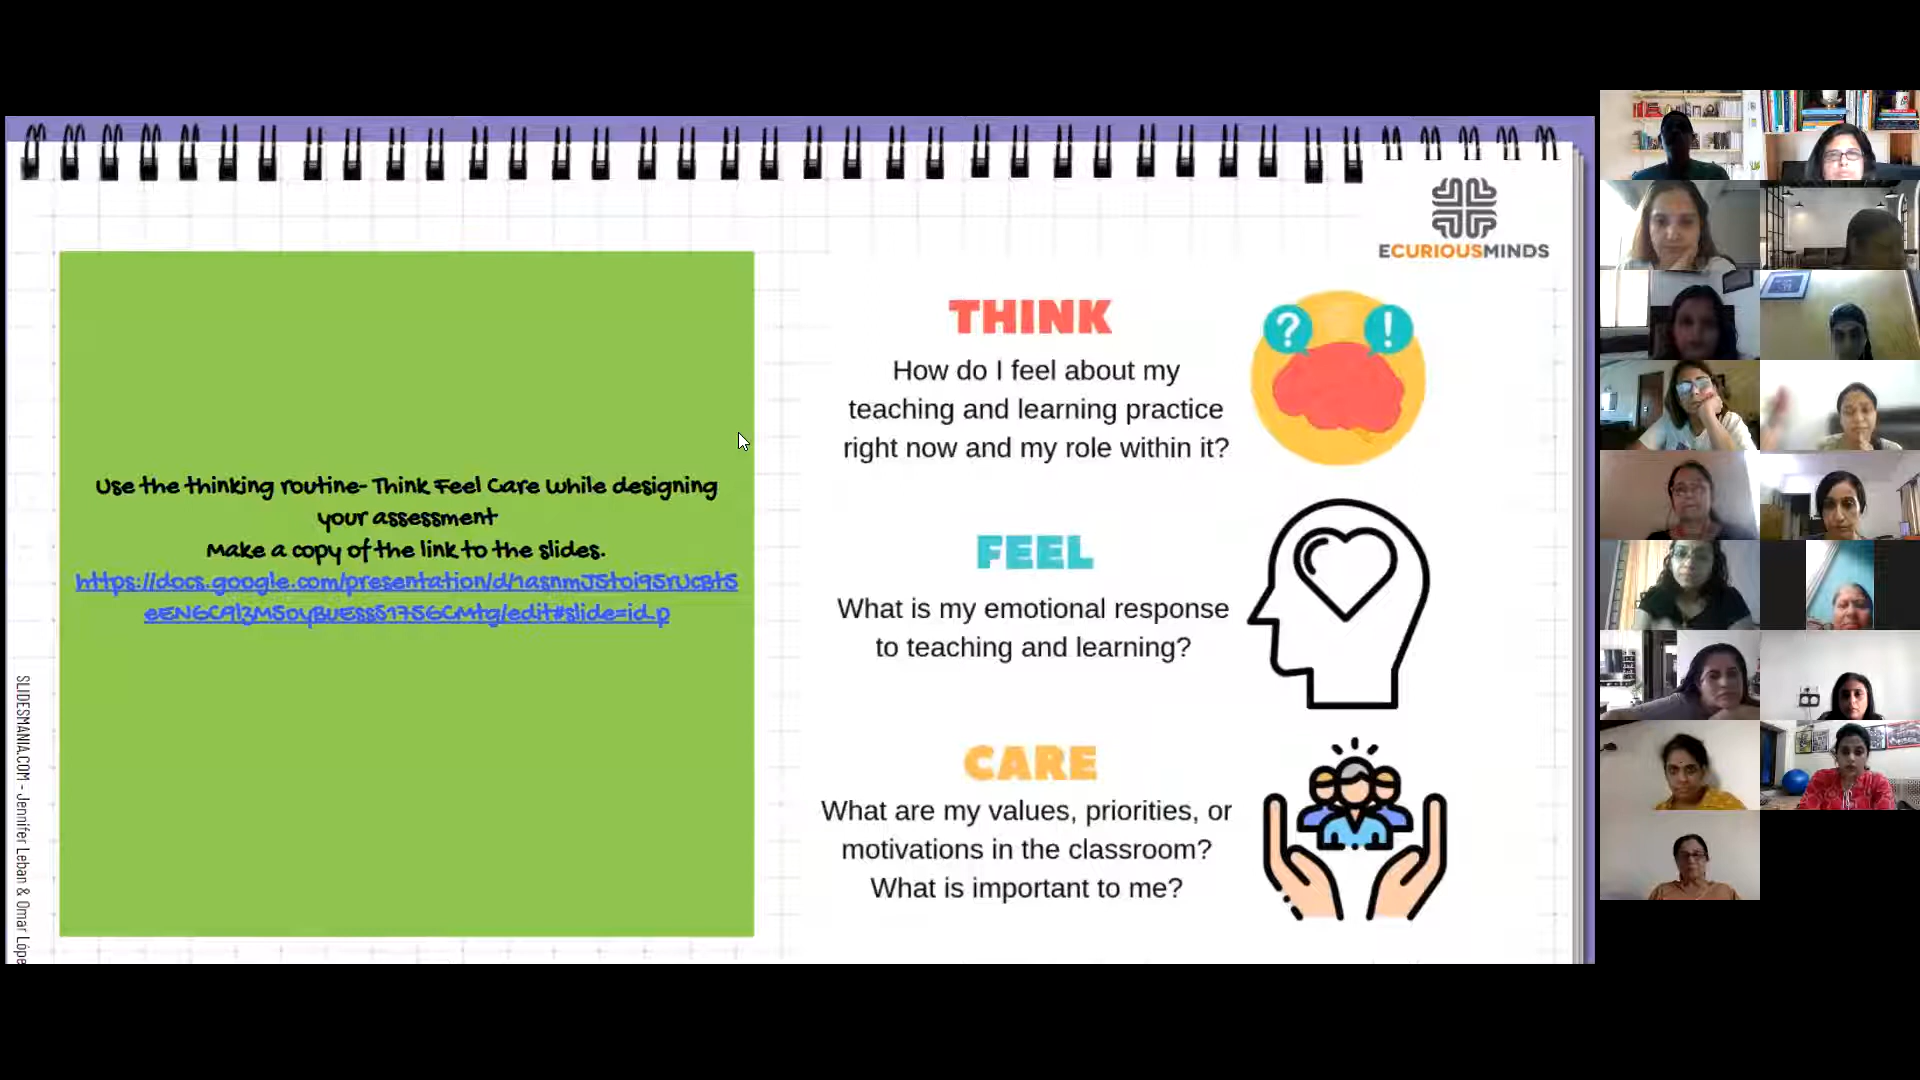 ECURIOUSMINDS
Use the thinking routine- Think Feel Care while designing
your assessment
Make a copy of the link to the slides.
THINK
How do I feel about my
teaching and learning practice
right now and my role within it?
?
!
FEEL
What is my emotional response
to teaching and learning?
CARE
What are my values, priorities, or
motivations in the classroom?
What is important to me?
SLIDESMANIA.COM - Jennifer Leban & Omar Lópe